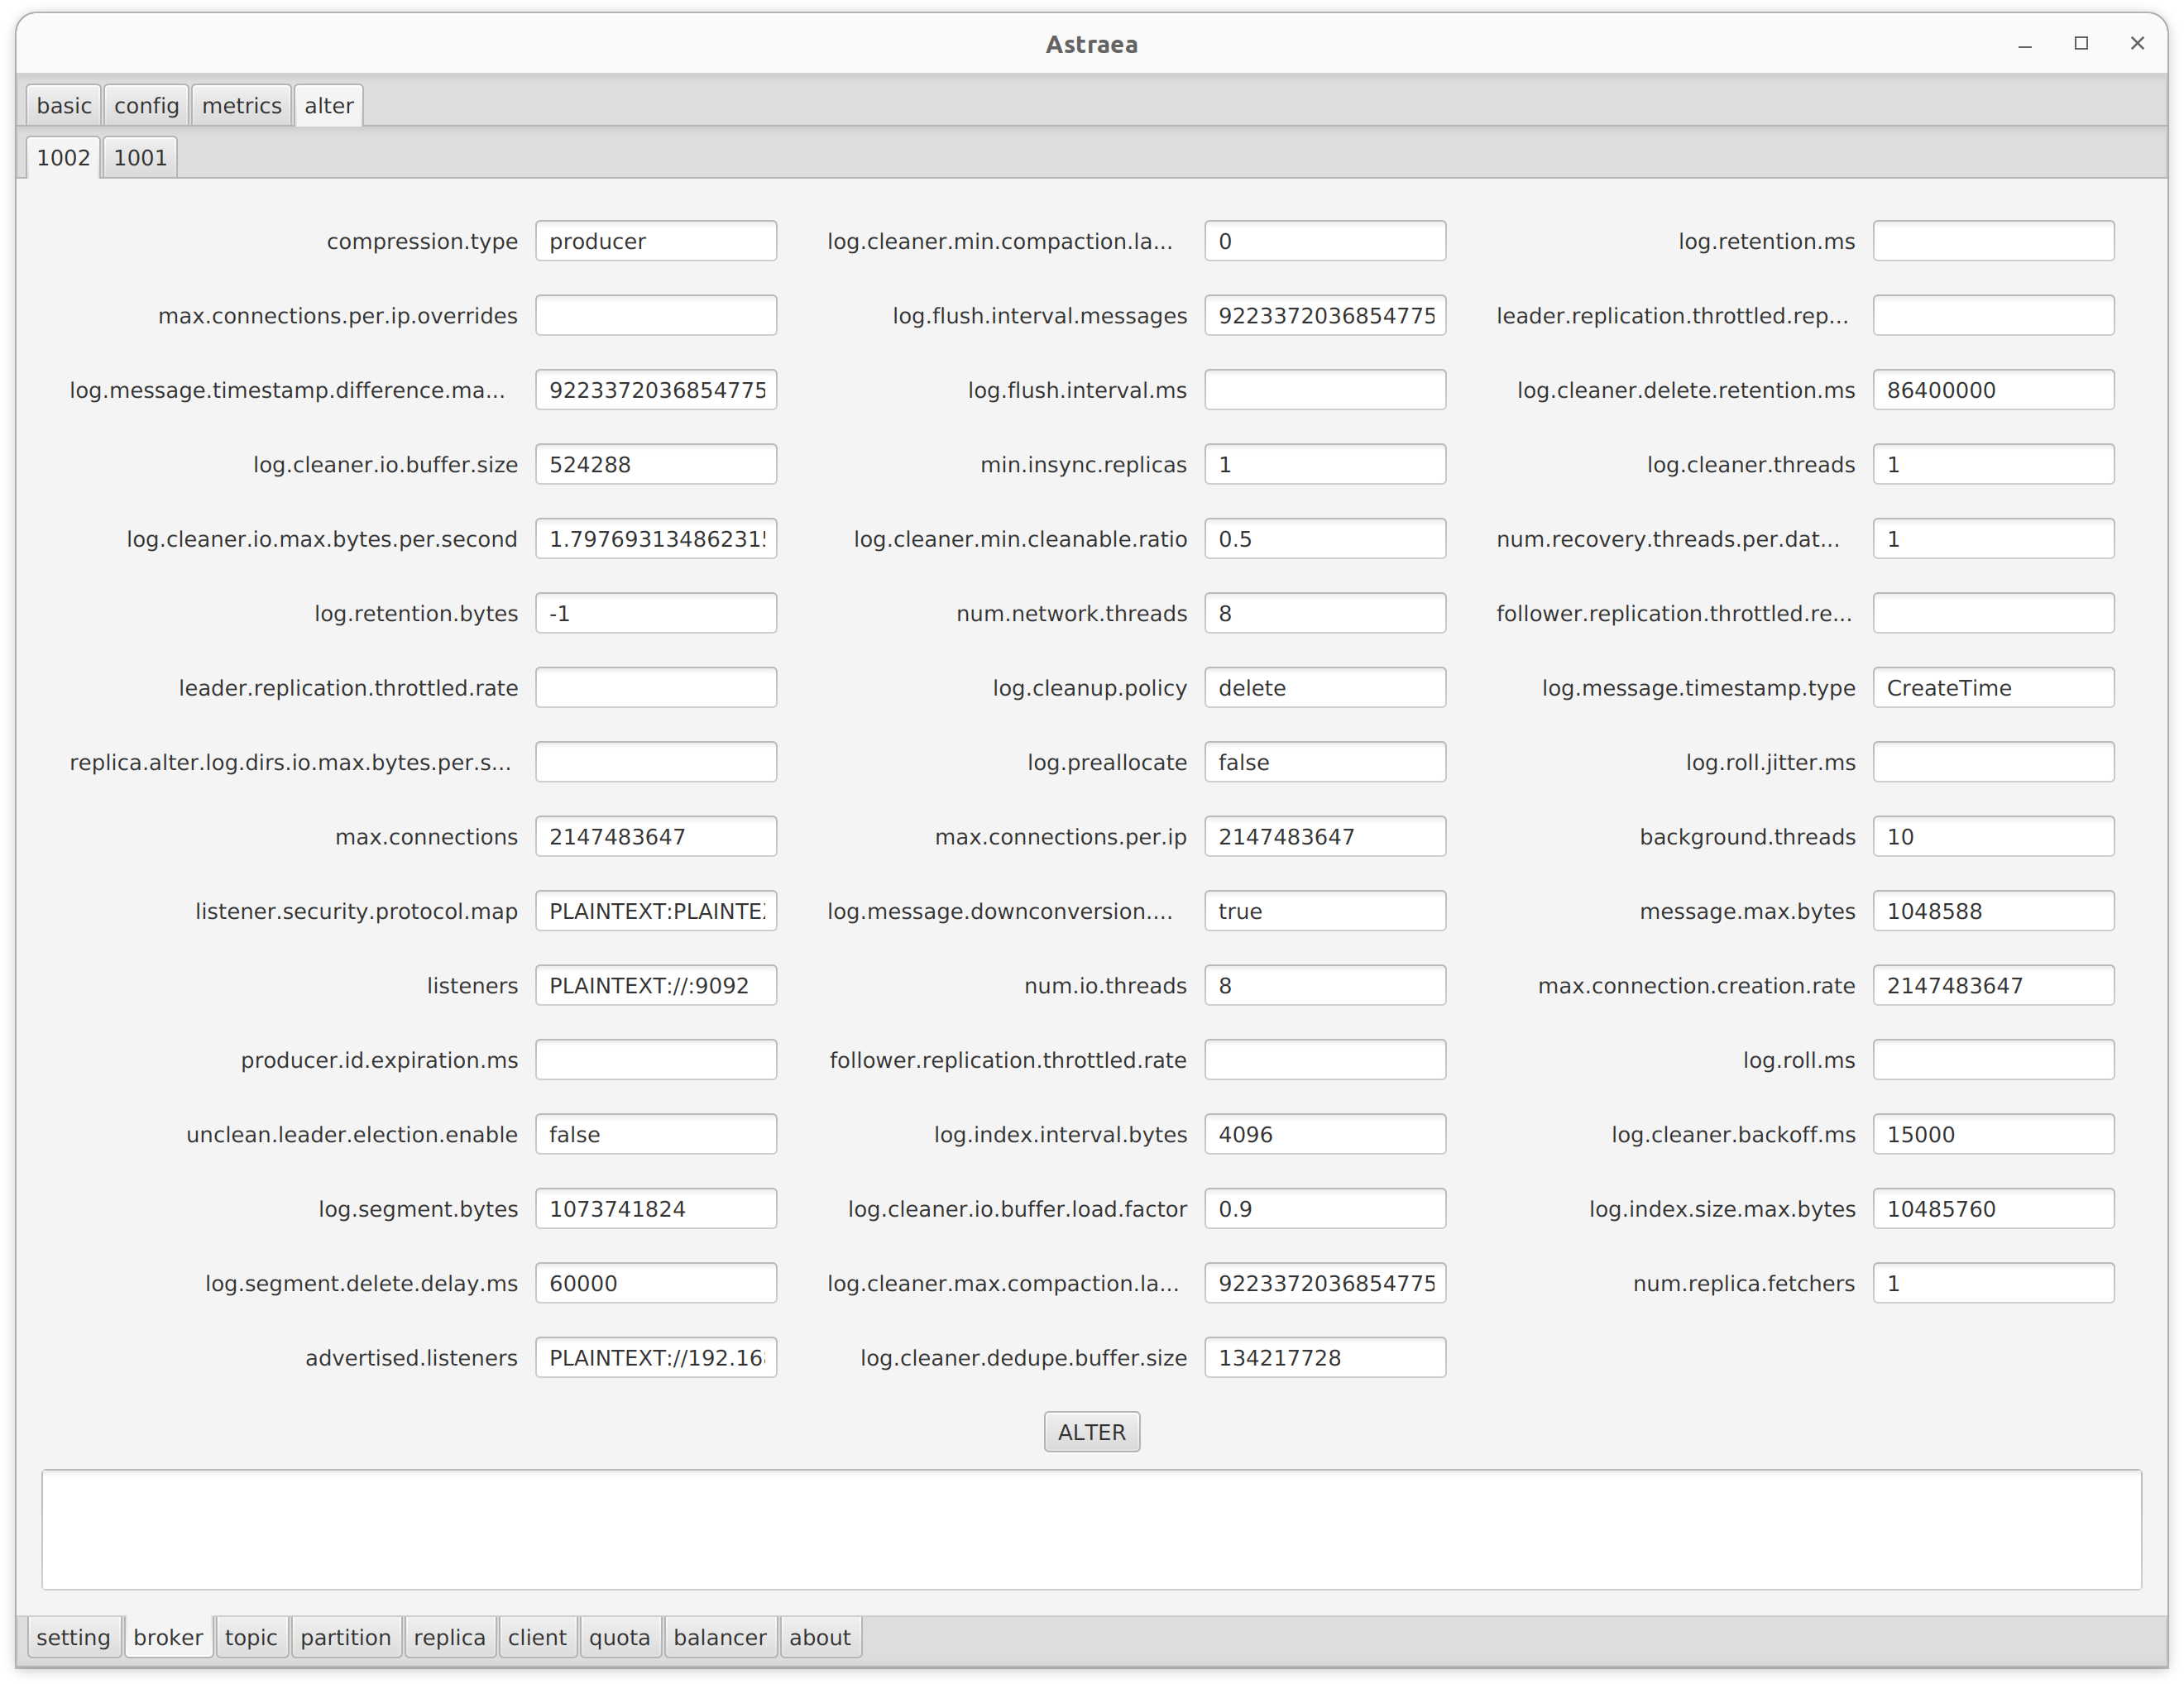 Astraea
basic config metrics alter
1002 1001
compression.type producer log.cleaner.min.compaction.la... 0 log.retention.ms
max.connections.per.ip.overrides log.flush.interval.messages 9223372036854775 leader.replication.throttled.rep...
log.message.timestamp.difference.ma... 9223372036854775 log.flush.interval.ms log.cleaner.delete.retention.ms 86400000
log.cleaner.io.buffer.size 524288 min.insync.replicas 1 log.cleaner.threads 1
log.cleaner.io.max.bytes.per.second 1.797693134862315 log.cleaner.min.cleanable.ratio 0.5 num.recovery.threads.per.dat... 1
log.retention.bytes -1 num.network.threads 8 follower.replication.throttled.re...
leader.replication.throttled.rate log.cleanup.policy delete log.message.timestamp.type CreateTime
replica.alter.log.dirs.io.max.bytes.per.s... log.preallocate false log.roll.jitter.ms
max.connections 2147483647 max.connections.per.ip 2147483647 background.threads 10
listener.security.protocol.map PLAINTEXT:PLAINTEX log.message.downconversion.... true message.max.bytes 1048588
listeners PLAINTEXT://:9092 num.io.threads 8 max.connection.creation.rate 2147483647
producer.id.expiration.ms follower.replication.throttled.rate log.roll.ms
unclean.leader.election.enable false log.index.interval.bytes 4096 log.cleaner.backoff.ms 15000
log.segment.bytes 1073741824 log.cleaner.io.buffer.load.factor 0.9 log.index.size.max.bytes 10485760
log.segment.delete.delay.ms 60000 log.cleaner.max.compaction.la... 9223372036854775 num.replica.fetchers 1
advertised.listeners PLAINTEXT://192.168 log.cleaner.dedupe.buffer.size 134217728
ALTER
setting broker topic partition replica client quota balancer about